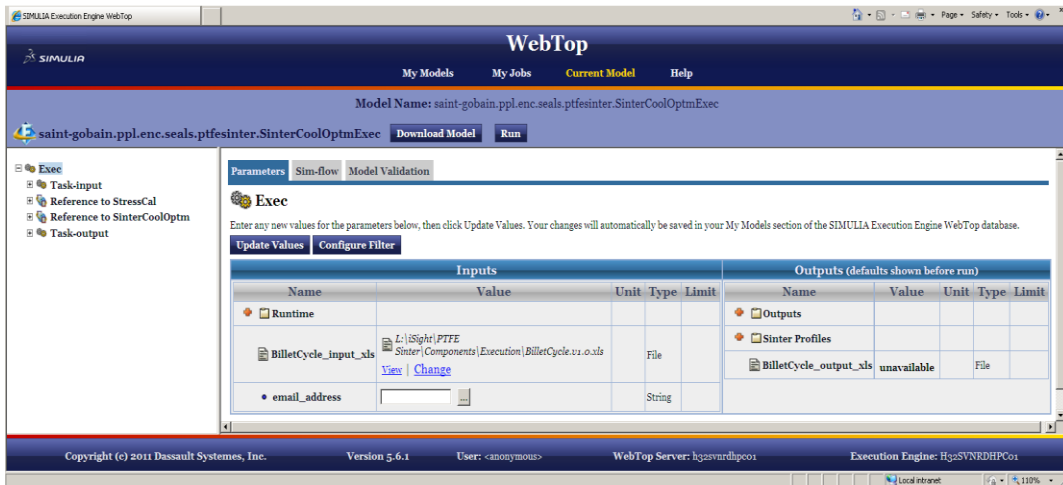 SIMULIA Execution Engine WebTop
Page Safety Tools
SIMULIA
WebTop
My Models My Jobs Current Model Help
Model Name: saint-gobain.ppl.enc.seals.ptfesinter.SinterCoolOptmExec
saint-gobain.ppl.enc.seals.ptfesinter.SinterCoolOptmExec Download Model Run
Exec
Task-input
Reference to StressCal
Reference to SinterCoolOptm
Task-output
Parameters Sim-flow Model Validation
Exec
Enter any new values for the parameters below, then click Update Values. Your changes will automatically be saved in your My Models section of the SIMULIA Execution Engine WebTop database.
Update Values Configure Filter
Inputs Outputs (defaults shown before run)
Name Value Unit Type Limit Name Value Unit Type Limit
Runtime
Outputs
BilletCycle_input_xls
L:\iSight\PTFE
Sinter\Components\Execution\BilletCycle.v1.0.xls
View | Change
File
Sinter Profiles
BilletCycle_output_xls unavailable File
email_address ... String
Copyright (c) 2011 Dassault Systemes, Inc. Version 5.6.1 User: <anonymous> WebTop Server: h32svnrdhpc01 Execution Engine: H32SVNRDHPC01
Local intranet 110%